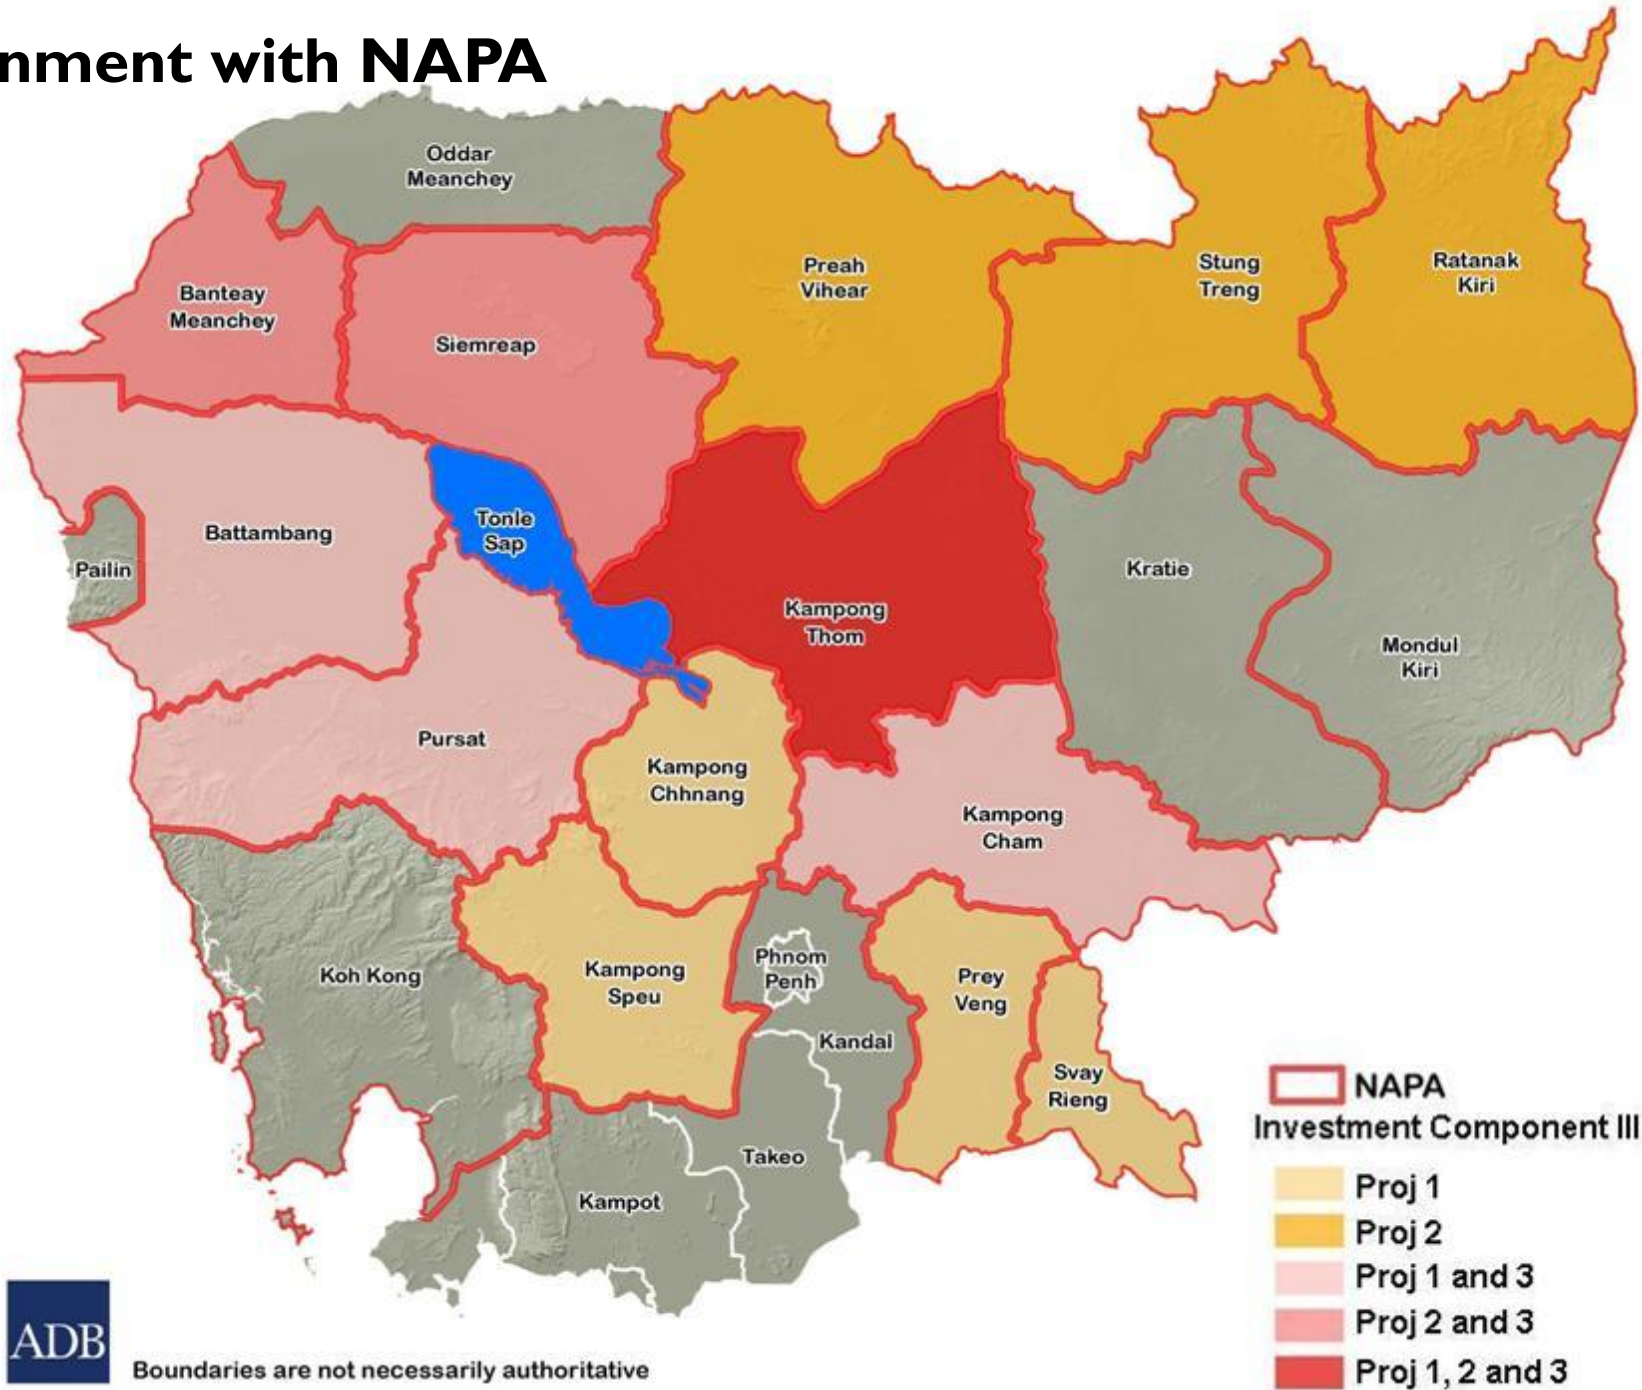 nment with NAPA
Oddar
Meanchey
Banteay
Meanchey
Siemreap
Preah
Vihear
Stung
Treng
Ratanak
Kiri
Battambang
Tonle
Sap
Pailin
Kampong
Thom
Kratie
Mondul
Kiri
Pursat
Kampong
Chhnang
Kampong
Cham
Koh Kong
Kampong
Speu
Phnom
Penh
Prey
Veng
Kandal
Svay
Rieng
Takeo
Kampot
NAPA
Investment Component III
Proj 1
Proj 2
Proj 1 and 3
Proj 2 and 3
Proj 1, 2 and 3
ADB
Boundaries are not necessarily authoritative